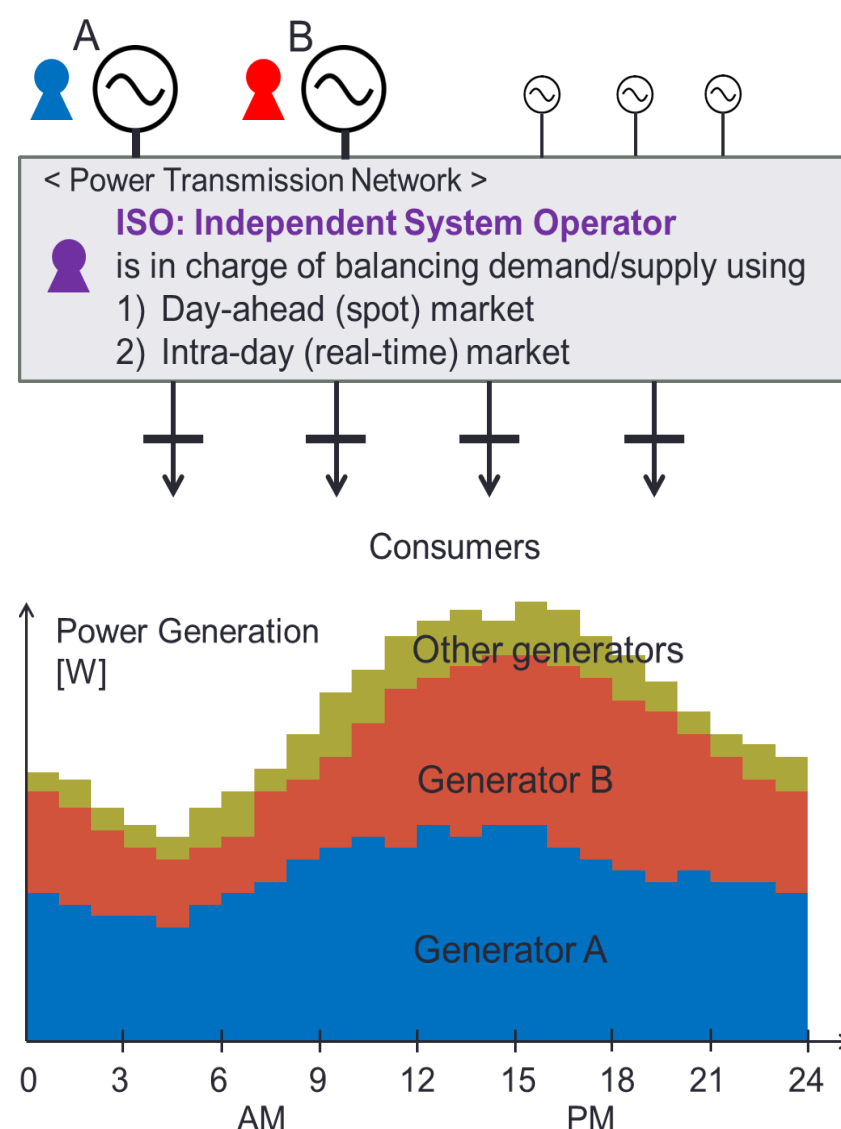 A
B
< Power Transmission Network >
ISO: Independent System Operator
is in charge of balancing demand/supply using
1) Day-ahead (spot) market
2) Intra-day (real-time) market
Consumers
Power Generation
[W]
Other generators
Generator B
Generator A
0 3 6 9 12 15 18 21 24
AM PM